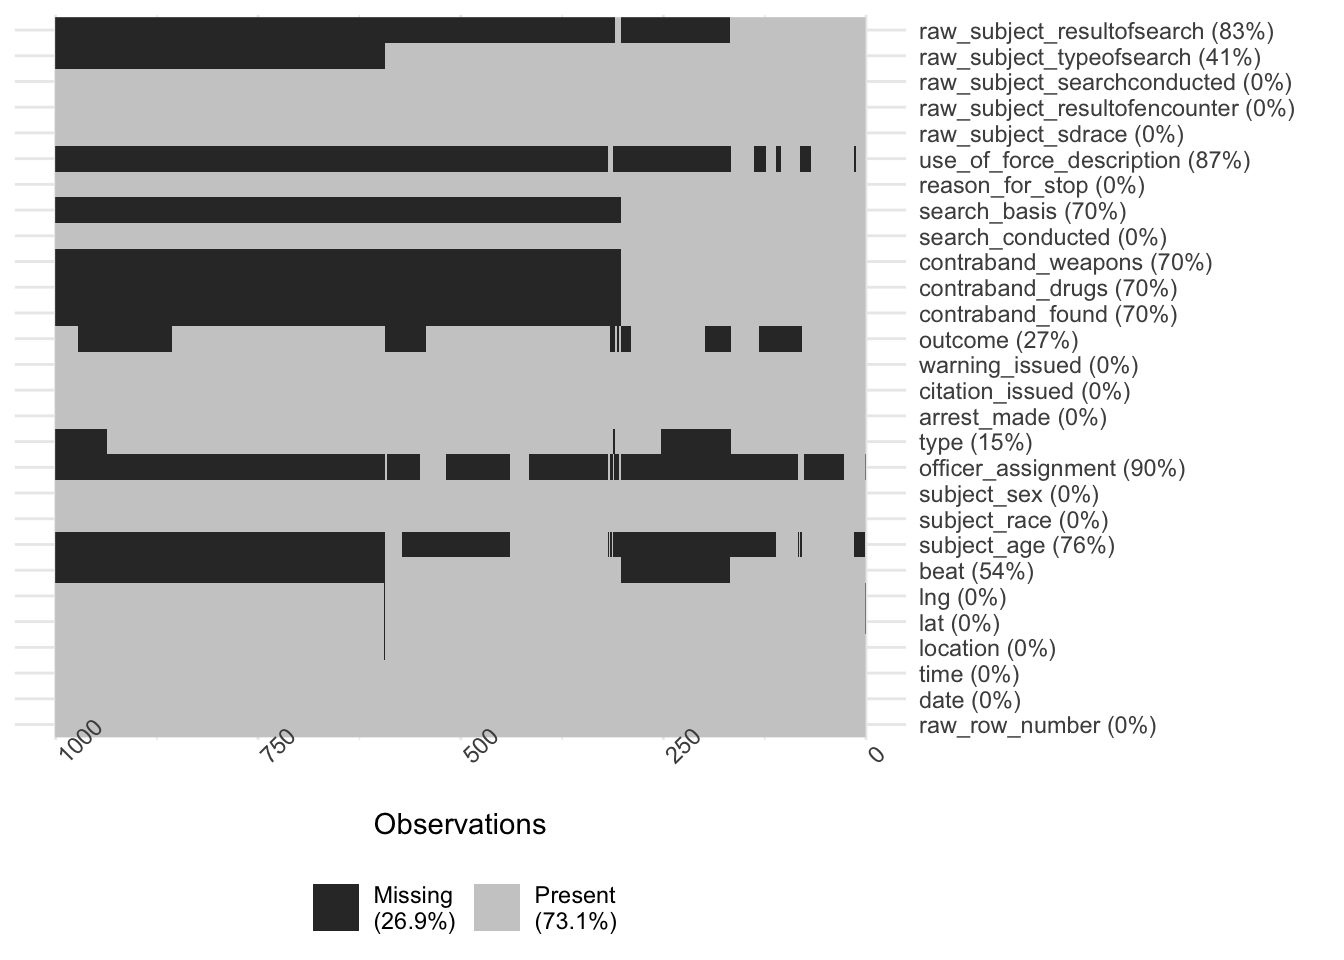 raw_subject_resultofsearch (83%)
raw_subject_typeofsearch (41%)
raw_subject_searchconducted (0%)
raw_subject_resultofencounter (0%)
raw_subject_sdrace (0%)
use_of_force_description (87%)
reason_for_stop (0%)
search_basis (70%)
search_conducted (0%)
contraband_weapons (70%)
contraband_drugs (70%)
contraband_found (70%)
outcome (27%)
warning_issued (0%)
citation_issued (0%)
arrest_made (0%)
type (15%)
officer_assignment (90%)
subject_sex (0%)
subject_race (0%)
subject_age (76%)
beat (54%)
lng (0%)
lat (0%)
location (0%)
time (0%)
date (0%)
raw_row_number (0%)
1000 750 500 250 0
Observations
Missing Present
(26.9%) (73.1%)